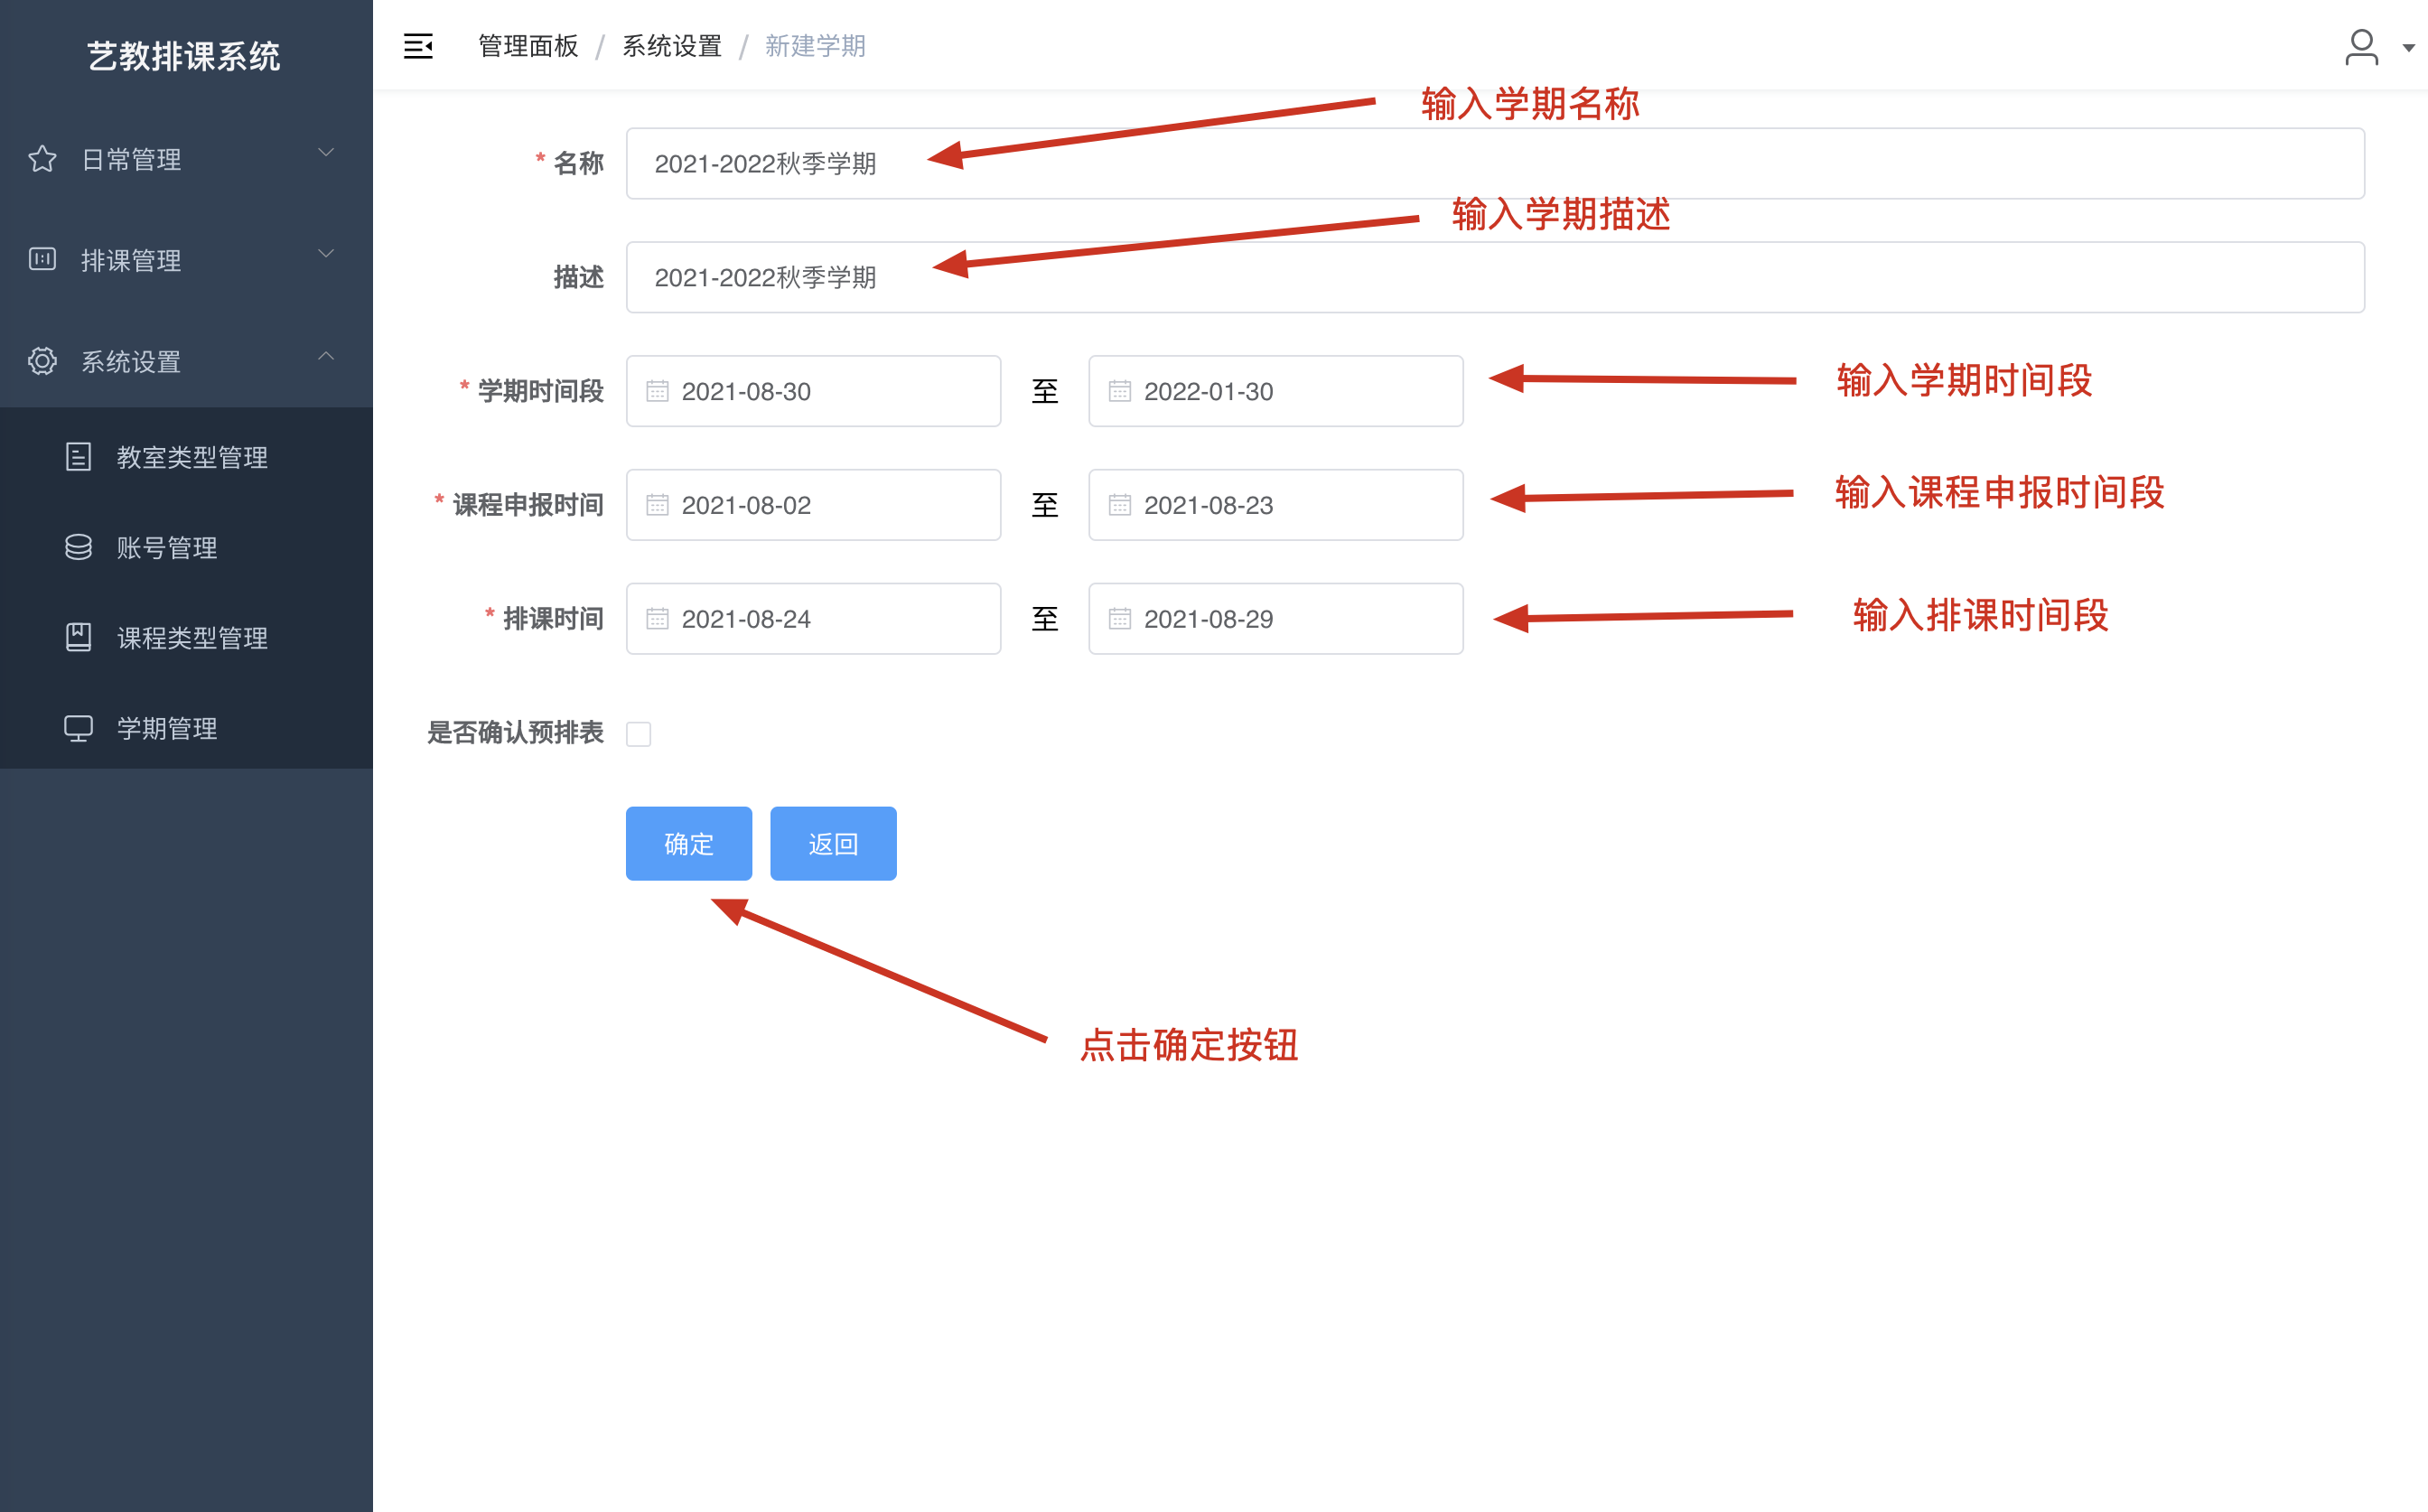 艺教排课系统
日常管理
排课管理
系统设置
教室类型管理
账号管理
课程类型管理
学期管理
管理面板 / 系统设置 / 新建学期
输入学期名称
* 名称 2021-2022秋季学期
输入学期描述
描述 2021-2022秋季学期
* 学期时间段 2021-08-30 至 2022-01-30 输入学期时间段
* 课程申报时间 2021-08-02 至 2021-08-23 输入课程申报时间段
* 排课时间 2021-08-24 至 2021-08-29 输入排课时间段
是否确认预排表
确定 返回
点击确定按钮